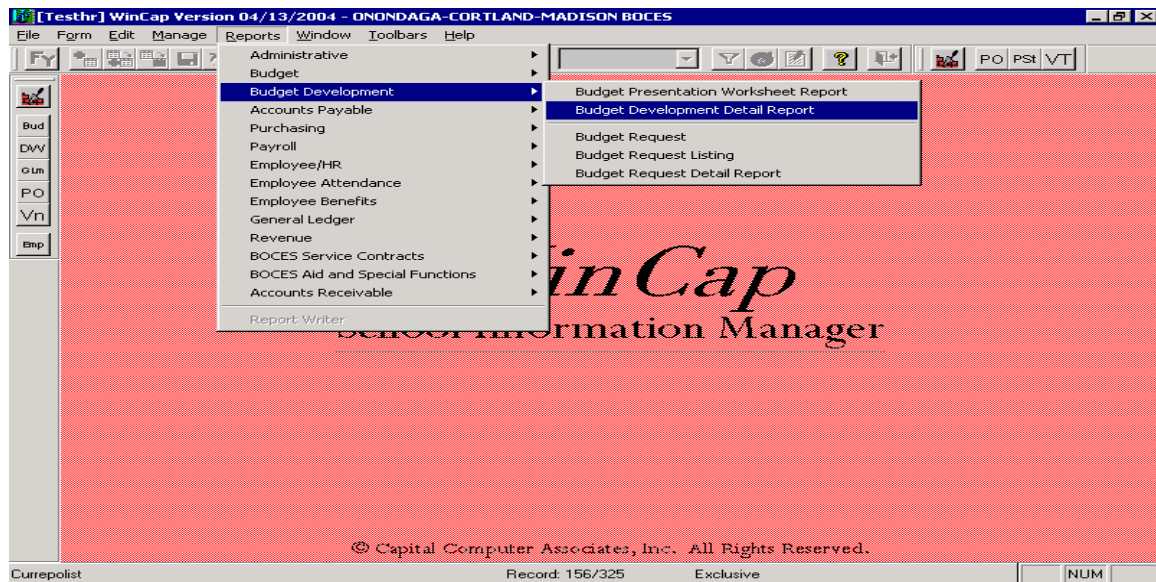 [Testhr] WinCap Version 04/13/2004 - ONONDAGA-CORTLAND-MADISON BOCES
File Form Edit Manage Reports Window Toolbars Help
Fy
PO PSt VT
Administrative
Budget
Budget Development
Accounts Payable
Purchasing
Payroll
Employee/HR
Employee Attendance
Employee Benefits
General Ledger
Revenue
BOCES Service Contracts
BOCES Aid and Special Functions
Accounts Receivable
Report Writer
Budget Presentation Worksheet Report
Budget Development Detail Report
Budget Request
Budget Request Listing
Budget Request Detail Report
Bud
GLm
PO
Vn
Emp
inCap
School Information Manager
© Capital Computer Associates, Inc. All Rights Reserved.
Currepolist Record: 156/325 Exclusive NUM